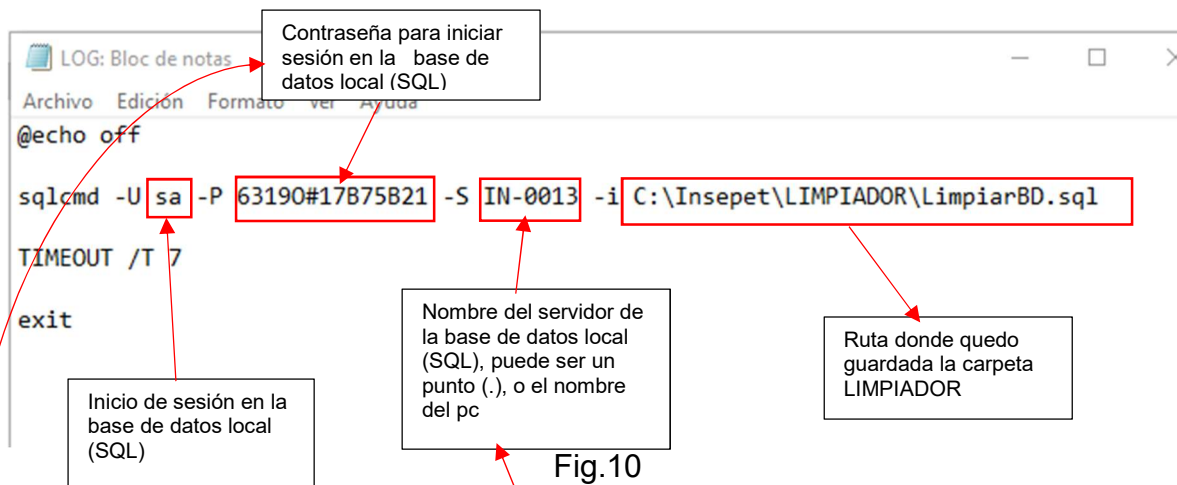 LOG: Bloc de notas
Contraseña para iniciar
sesión en la base de
datos local (SQL)
Archivo Edición Formato Ver Ayuda
@echo off
sqlcmd -U sa -P 6319O#17B75B21 -S IN-0013 -i C:\Insepet\LIMPIADOR\LimpiarBD.sql
TIMEOUT /T 7
exit
Inicio de sesión en la
base de datos local
(SQL)
Nombre del servidor de
la base de datos local
(SQL), puede ser un
punto (.), o el nombre
del pc
Ruta donde quedo
guardada la carpeta
LIMPIADOR
Fig.10